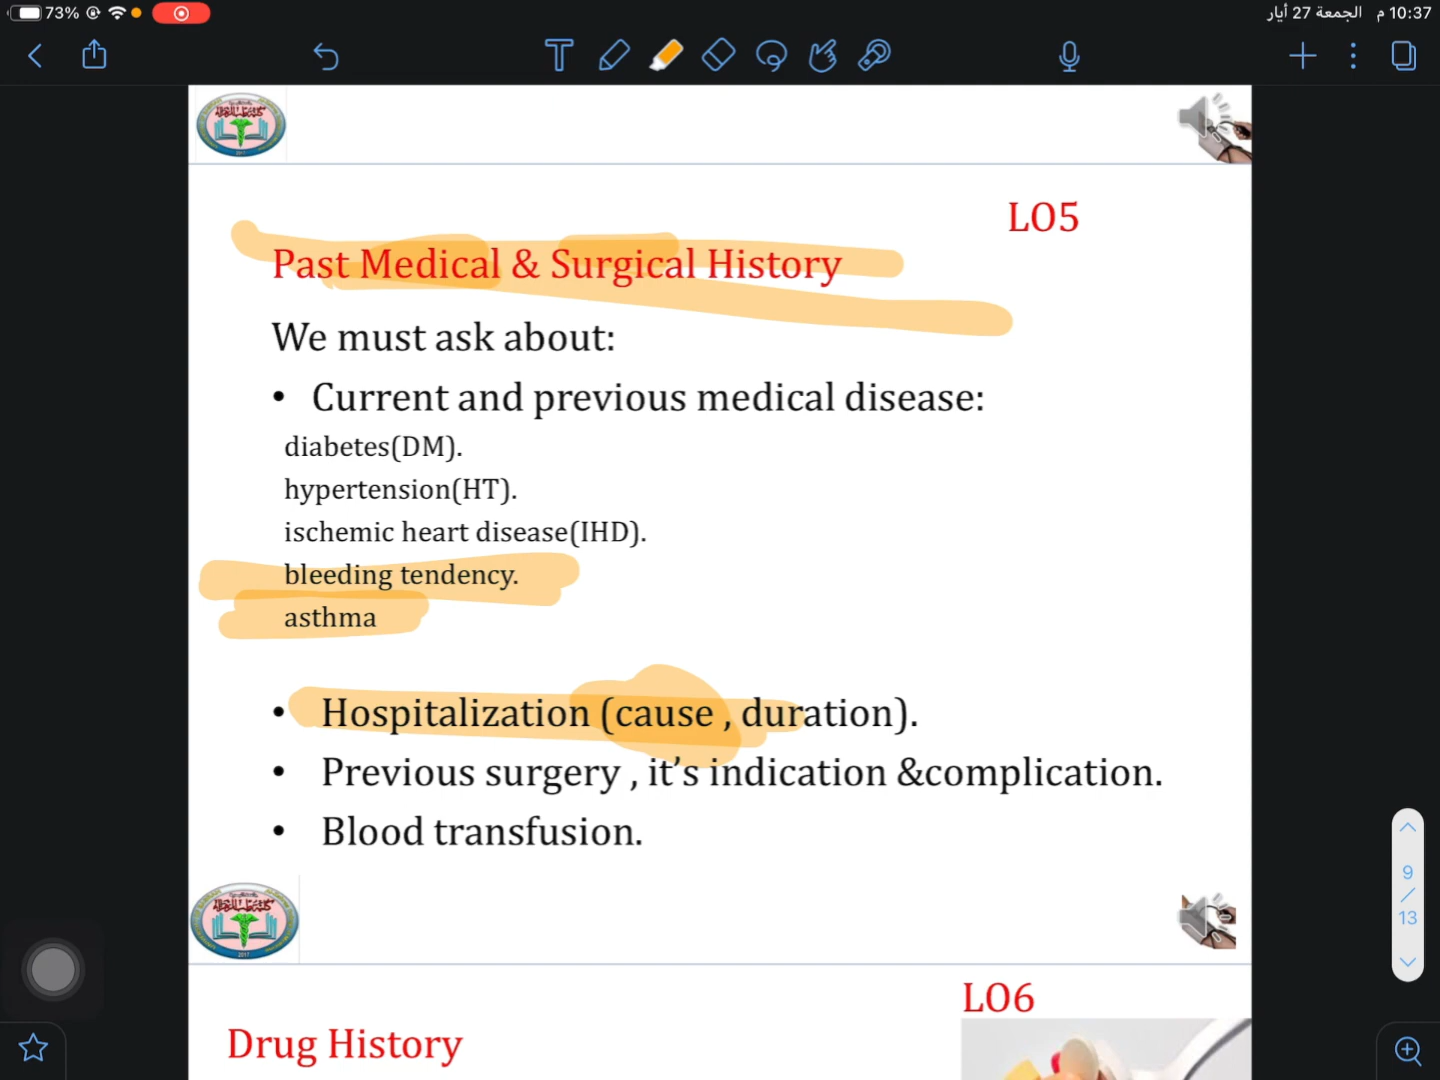 73%
10:37 م الجمعة 27 أيار
LO5
Past Medical & Surgical History
We must ask about:
• Current and previous medical disease:
diabetes(DM).
hypertension(HT).
ischemic heart disease(IHD).
bleeding tendency.
asthma
• Hospitalization (cause , duration).
• Previous surgery , it’s indication &complication.
• Blood transfusion.
9
/
13
2017
LO6
Drug History